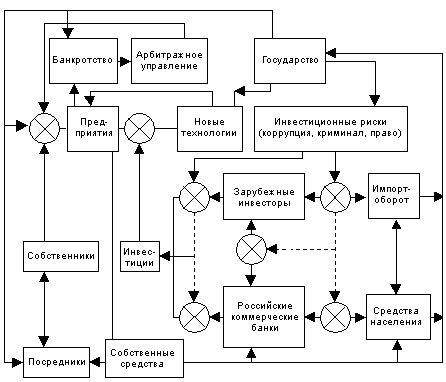 Банкротство
Арбитражное
управление
Государство
Пред-
приятия
Новые
технологии
Инвестиционные риски
(коррупция, криминал, право)
Зарубежные
инвесторы
Импорт-
оборот
Собственники
Инвес-
тиции
Российские
коммерческие
банки
Средства
населения
Посредники
Собственные
средства